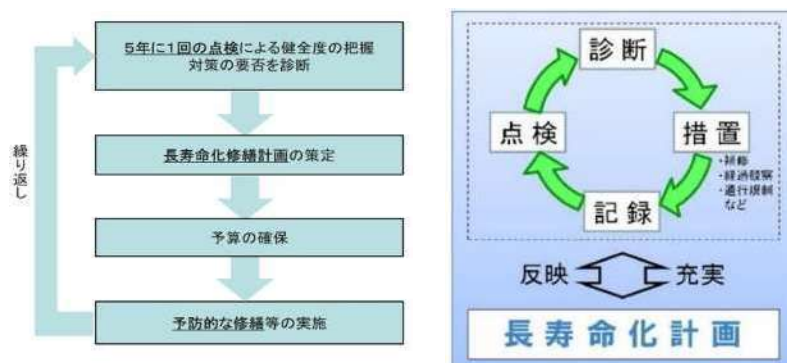 5年に1回の点検による健全度の把握
対策の要否を診断
長寿命化修繕計画の策定
予算の確保
予防的な修繕等の実施
繰り返し
診断
点検
措置
・補修
・経過観察
・通行規制
など
記録
反映
充実
長寿命化計画